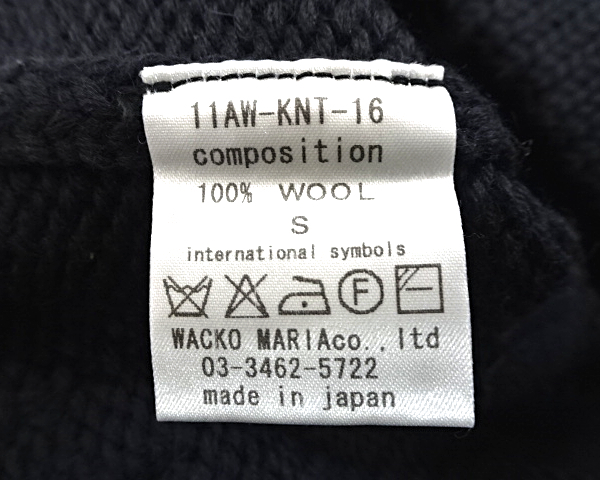 11AW-KNT-16
composition
100% WOOL
S
international symbols
F
WACKO MARIAco.,ltd
03-3462-5722
made in japan